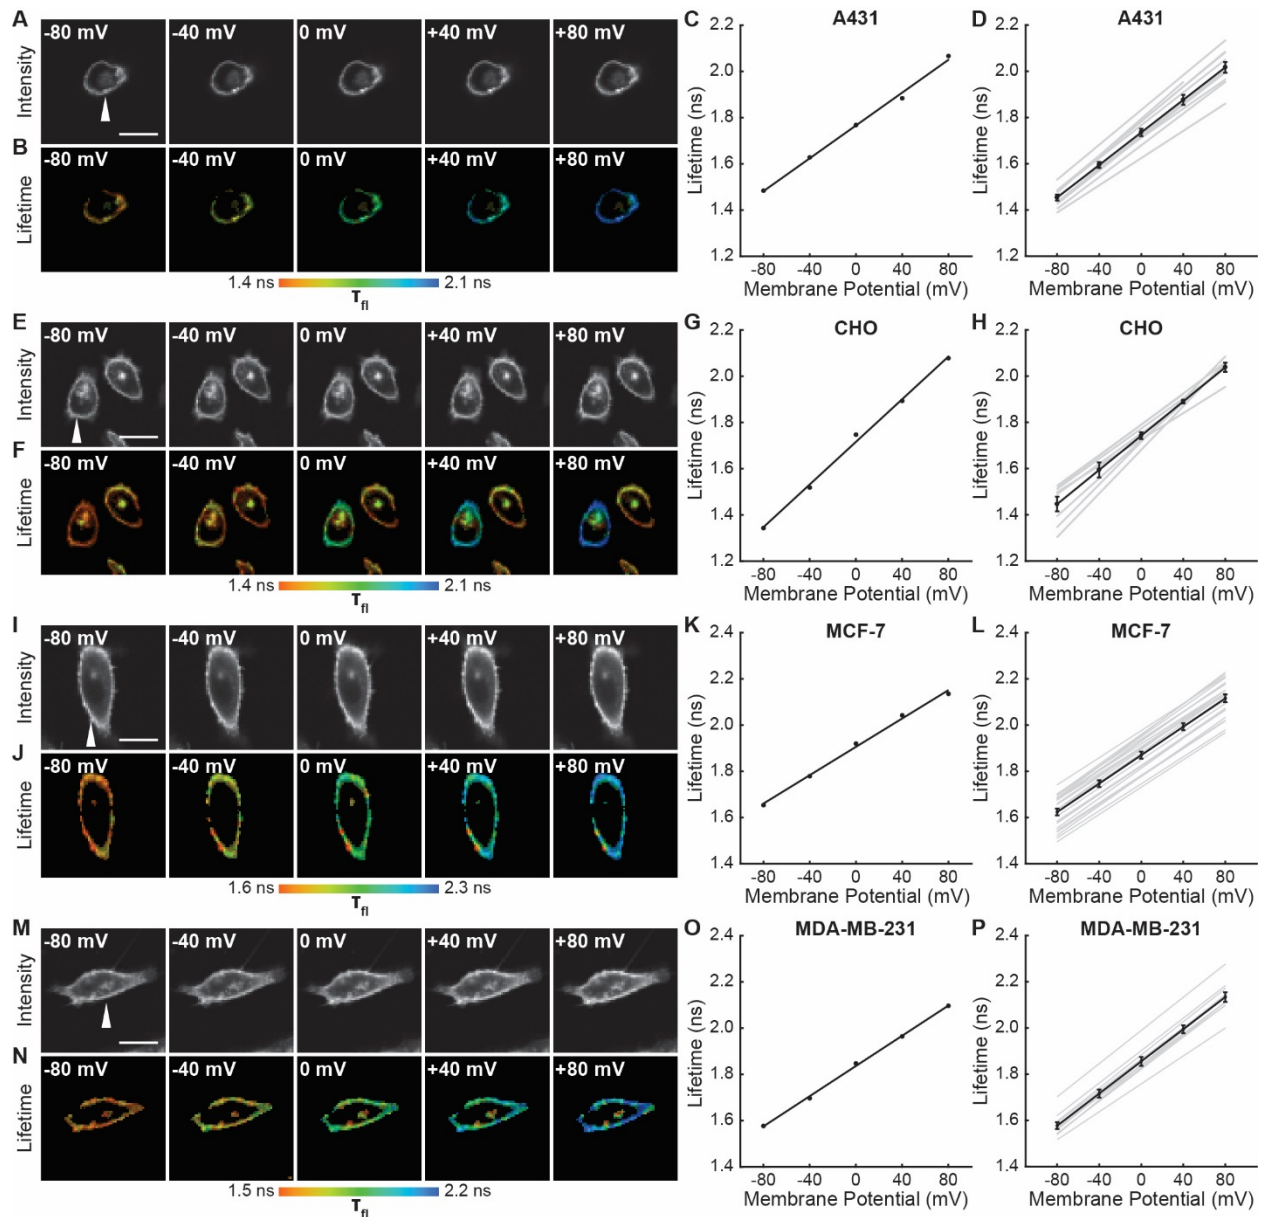 A
-80 mV -40 mV 0 mV +40 mV +80 mV
Intensity
B
-80 mV -40 mV 0 mV +40 mV +80 mV
Lifetime
1.4 ns 2.1 ns
τfl
C
A431
Lifetime (ns)
2.2
2.0
1.8
1.6
1.4
1.2
-80 -40 0 40 80
Membrane Potential (mV)
D
A431
Lifetime (ns)
2.2
2.0
1.8
1.6
1.4
1.2
-80 -40 0 40 80
Membrane Potential (mV)
E
-80 mV -40 mV 0 mV +40 mV +80 mV
Intensity
F
-80 mV -40 mV 0 mV +40 mV +80 mV
Lifetime
1.4 ns 2.1 ns
τfl
G
CHO
Lifetime (ns)
2.2
2.0
1.8
1.6
1.4
1.2
-80 -40 0 40 80
Membrane Potential (mV)
H
CHO
Lifetime (ns)
2.2
2.0
1.8
1.6
1.4
1.2
-80 -40 0 40 80
Membrane Potential (mV)
I
-80 mV -40 mV 0 mV +40 mV +80 mV
Intensity
J
-80 mV -40 mV 0 mV +40 mV +80 mV
Lifetime
1.6 ns 2.3 ns
τfl
K
MCF-7
Lifetime (ns)
2.4
2.2
2.0
1.8
1.6
1.4
-80 -40 0 40 80
Membrane Potential (mV)
L
MCF-7
Lifetime (ns)
2.4
2.2
2.0
1.8
1.6
1.4
-80 -40 0 40 80
Membrane Potential (mV)
M
-80 mV -40 mV 0 mV +40 mV +80 mV
Intensity
N
-80 mV -40 mV 0 mV +40 mV +80 mV
Lifetime
1.5 ns 2.2 ns
τfl
O
MDA-MB-231
Lifetime (ns)
2.4
2.2
2.0
1.8
1.6
1.4
-80 -40 0 40 80
Membrane Potential (mV)
P
MDA-MB-231
Lifetime (ns)
2.4
2.2
2.0
1.8
1.6
1.4
-80 -40 0 40 80
Membrane Potential (mV)